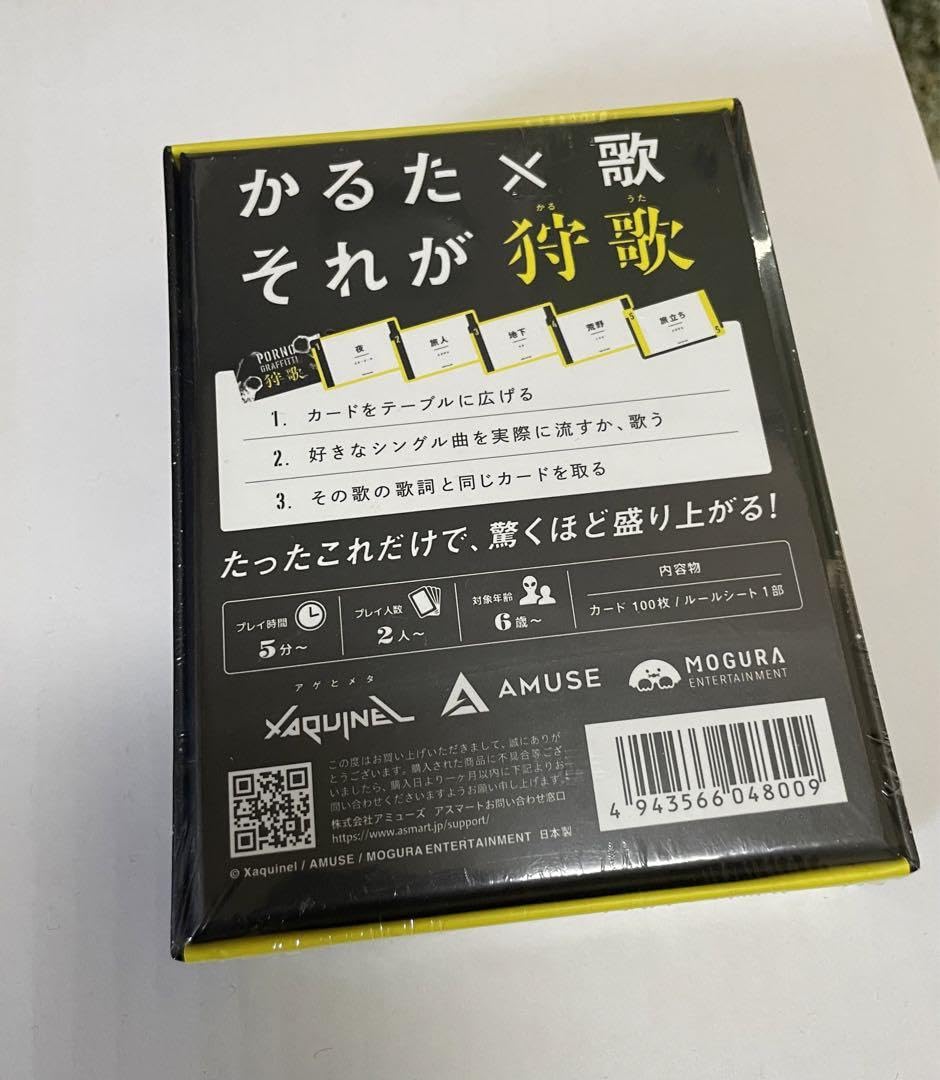 かるた×歌
かる うた
それが 狩歌
PORNO
GRAFFITTI
狩歌
1 夜
2 旅人
3 地下
4 荒野
5 旅立ち 5
1. カードをテーブルに広げる
2. 好きなシングル曲を実際に流すか、歌う
3. その歌の歌詞と同じカードを取る
たったこれだけで、驚くほど盛り上がる!
プレイ時間
5分〜
プレイ人数
2人〜
対象年齢
6歳〜
内容物
カード 100枚 / ルールシート 1部
アゲとメタ
XAQUINEL
AMUSE
MOGURA
ENTERTAINMENT
この度はお買い上げいただきまして、誠にありが
とうございます。購入された商品に不具合等ござ
いましたら、購入日より一ヶ月以内に下記よりお
問い合わせくださいますようお願い申し上げます。
株式会社アミューズ アスマートお問い合わせ窓口
https://www.asmart.jp/support/
© Xaquinel / AMUSE / MOGURA ENTERTAINMENT 日本製
4 943566 048009